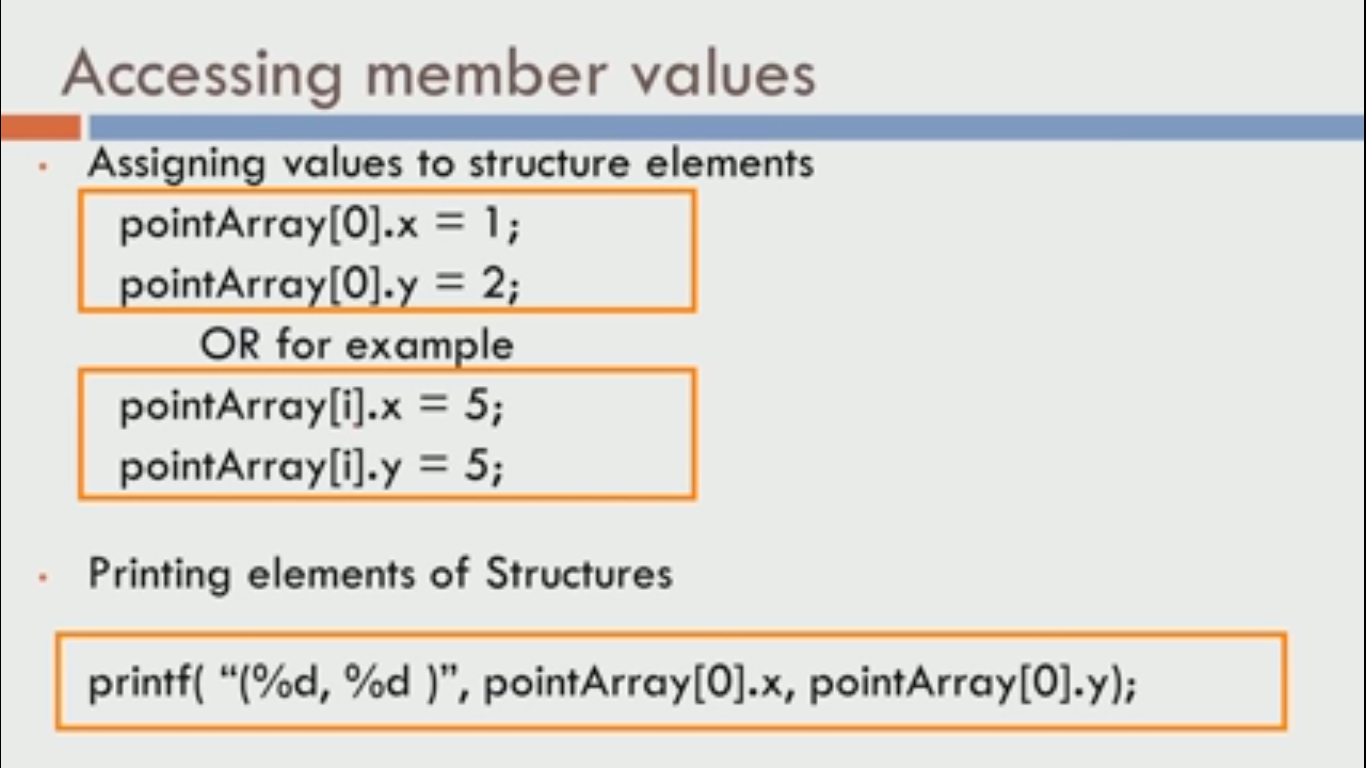 Accessing member values
· Assigning values to structure elements
pointArray[0].x = 1;
pointArray[0].y = 2;
OR for example
pointArray[i].x = 5;
pointArray[i].y = 5;
· Printing elements of Structures
printf( “(%d, %d )”, pointArray[0].x, pointArray[0].y);